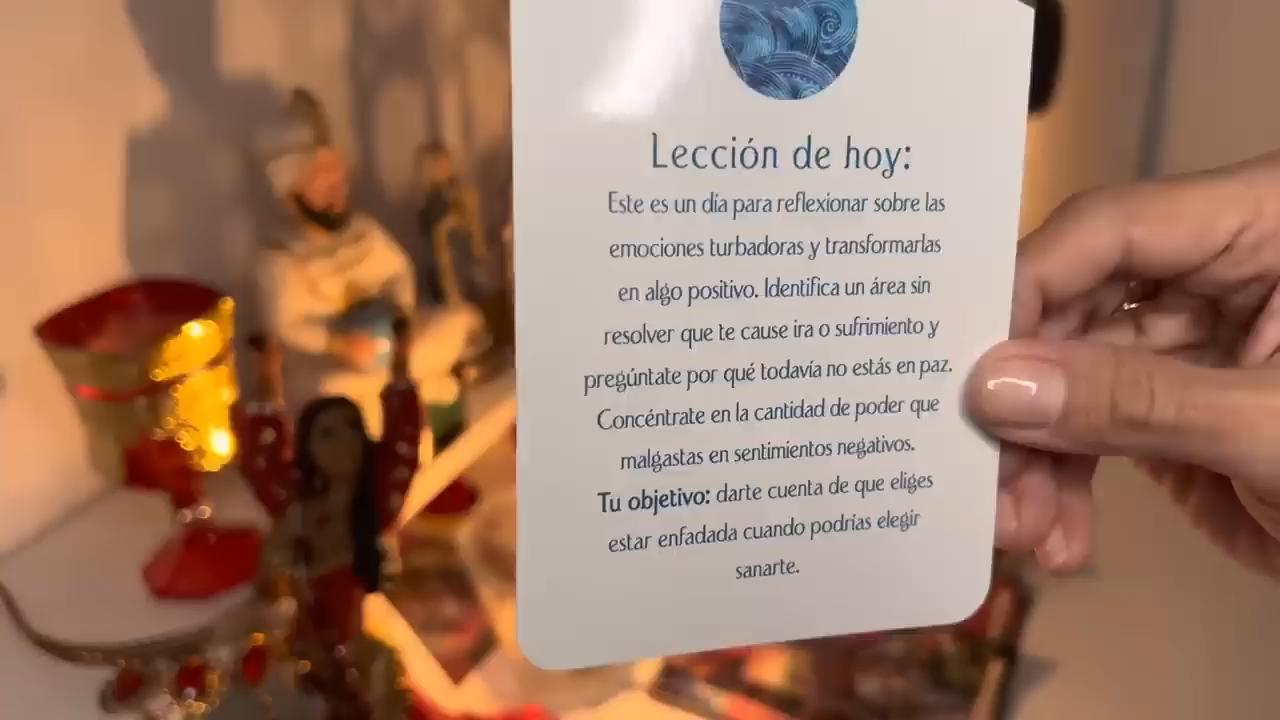 Lección de hoy:
Este es un día para reflexionar sobre las
emociones turbadoras y transformarlas
en algo positivo. Identifica un área sin
resolver que te cause ira o sufrimiento y
pregúntate por qué todavía no estás en paz.
Concéntrate en la cantidad de poder que
malgastas en sentimientos negativos.
Tu objetivo: darte cuenta de que eliges
estar enfadada cuando podrías elegir
sanarte.